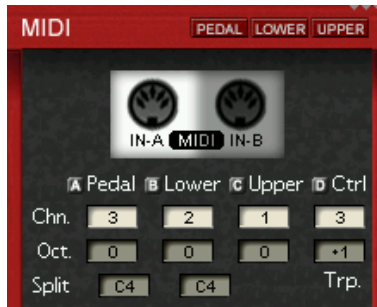 MIDI PEDAL LOWER UPPER
IN-A MIDI IN-B
A Pedal B Lower C Upper D Ctrl
Chn. 3 2 1 3
Oct. 0 0 0 +1
Split C4 C4 Trp.